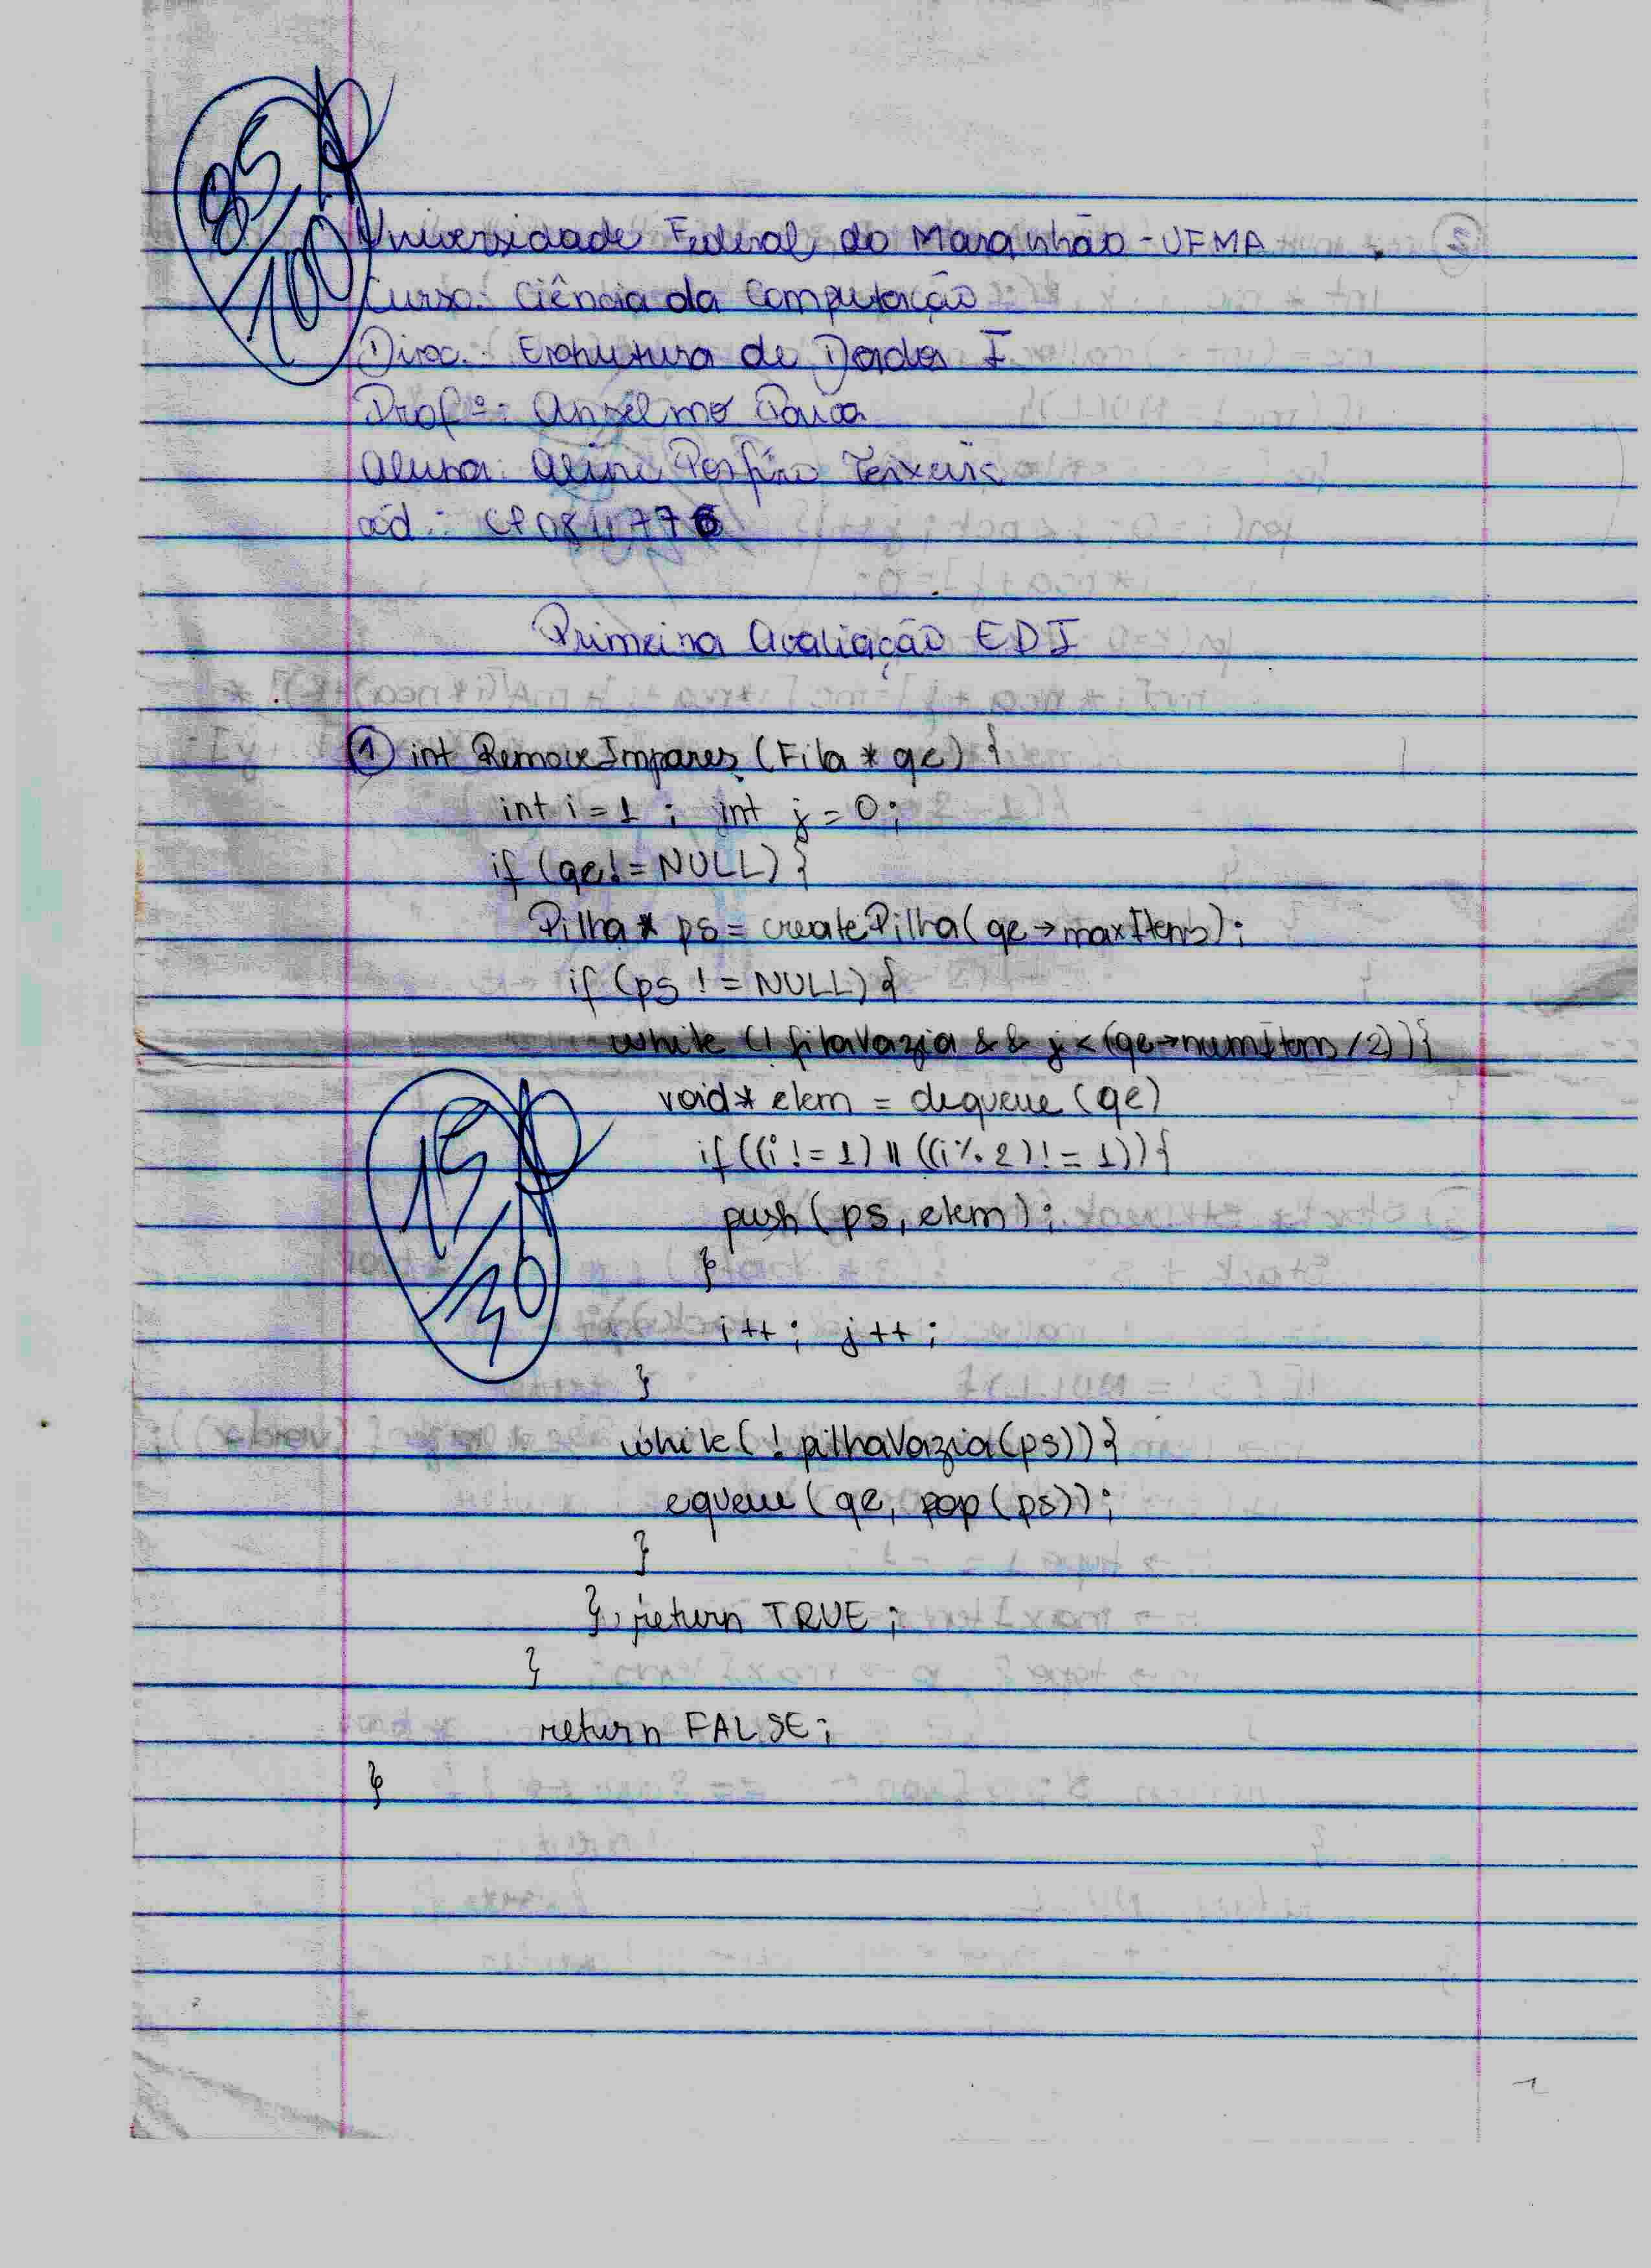 85/100
Universidade Federal do Maranhão - UFMA
Curso: Ciência da Computação
Disc.: Estrutura de Dados I
Profº: Anselmo Paiva
Aluna: Aline Porfiro Teixeira
cód.:
Primeira Avaliação EDI
① int RemoveImpares (Fila * qe) {
int i = 1 ; int j = 0;
if (qe != NULL) {
Pilha * ps = createPilha( qe → maxItens);
if (ps != NULL) {
while (! filaVazia && j < (qe → numItens /2)){
void* elem = dequeue (qe)
if ((i != 1) || ((i % 2) != 1)) {
push ( ps, elem ) ;
}
15/30
i ++ ; j ++ ;
}
while ( ! pilhaVazia (ps)) {
equeue ( qe, pop (ps)) ;
}
} return TRUE ;
}
return FALSE ;
}
1